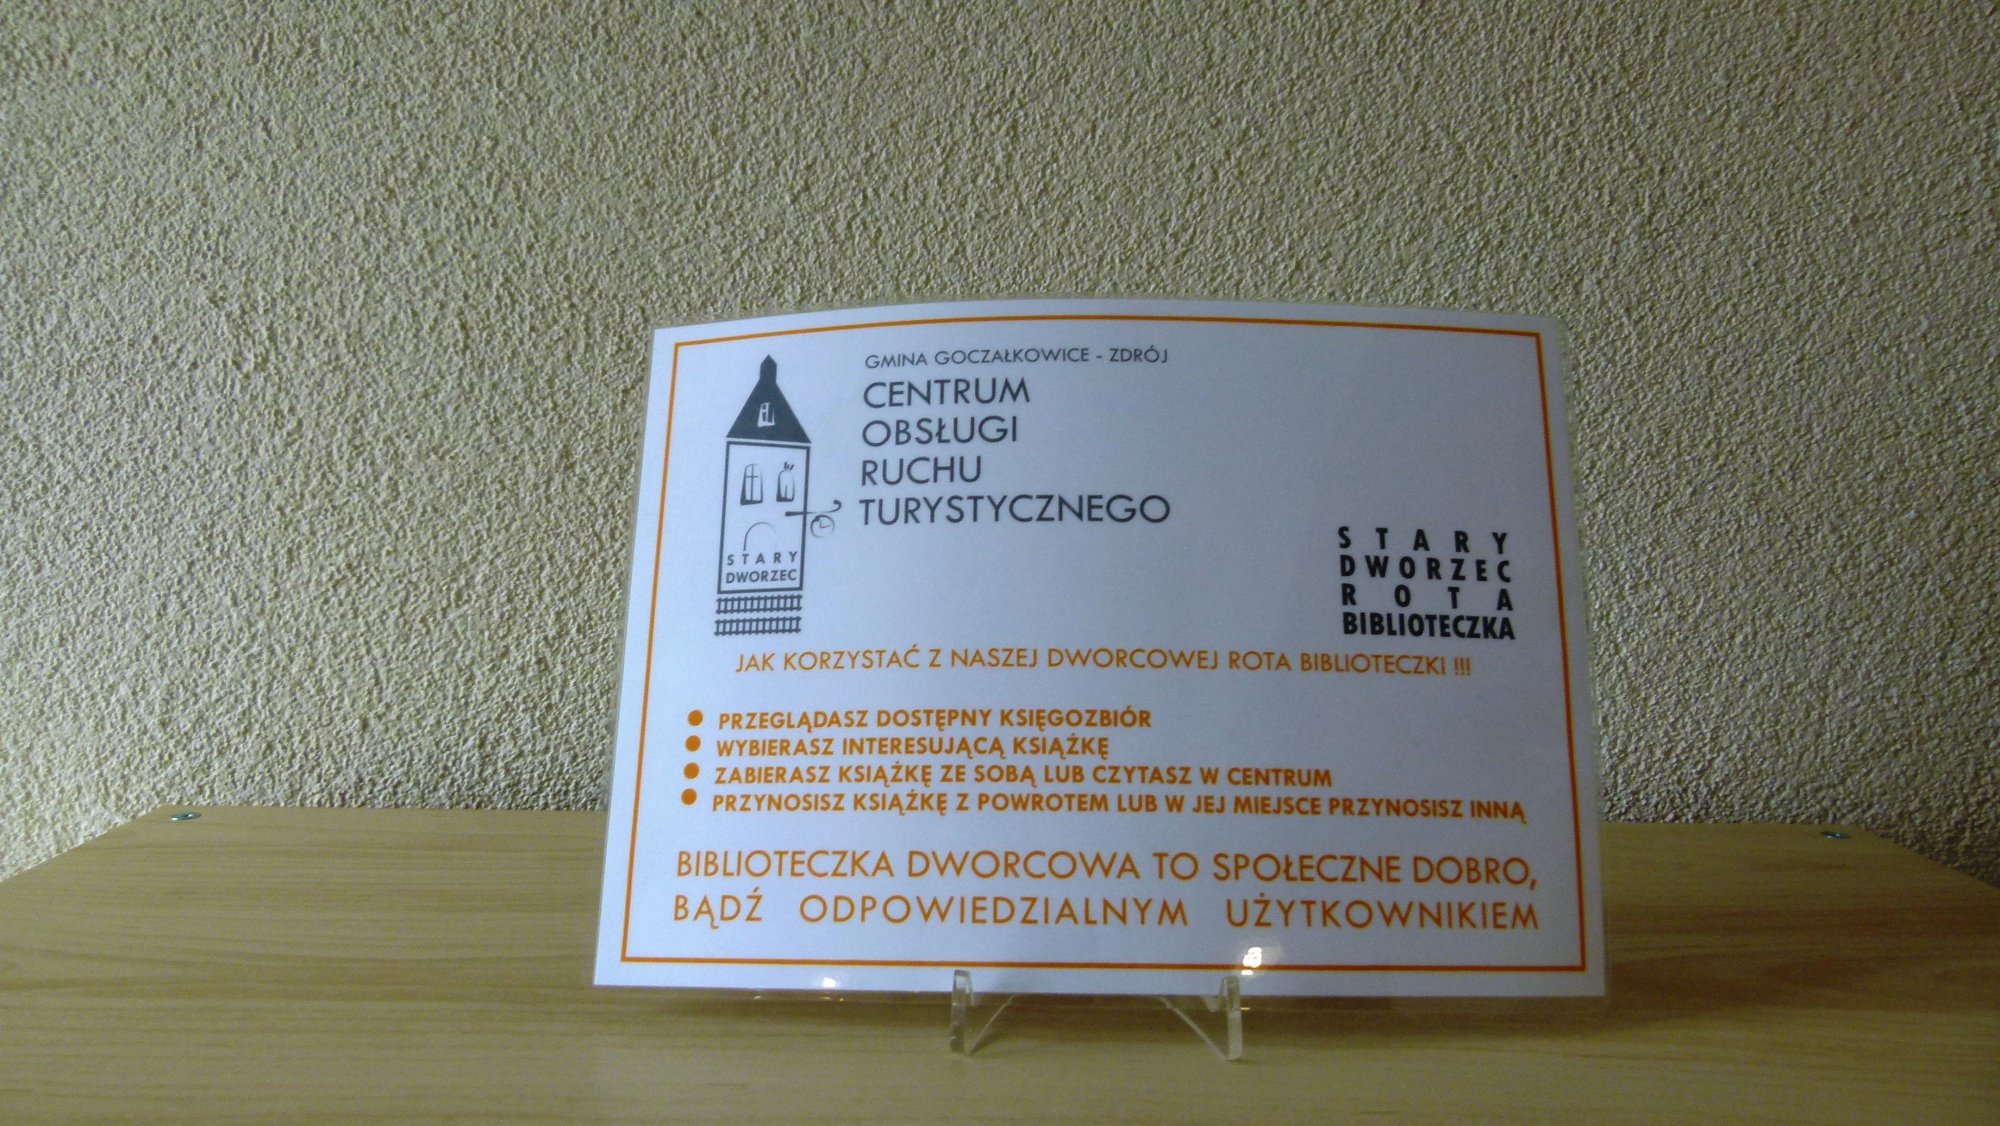 GMINA GOCZAŁKOWICE - ZDRÓJ
CENTRUM
OBSŁUGI
RUCHU
TURYSTYCZNEGO
STARY
DWORZEC
STARY
DWORZEC
ROTA
BIBLIOTECZKA
JAK KORZYSTAĆ Z NASZEJ DWORCOWEJ ROTA BIBLIOTECZKI !!!
● PRZEGLĄDASZ DOSTĘPNY KSIĘGOZBIÓR
● WYBIERASZ INTERESUJĄCĄ KSIĄŻKĘ
● ZABIERASZ KSIĄŻKĘ ZE SOBĄ LUB CZYTASZ W CENTRUM
● PRZYNOSISZ KSIĄŻKĘ Z POWROTEM LUB W JEJ MIEJSCE PRZYNOSISZ INNĄ
BIBLIOTECZKA DWORCOWA TO SPOŁECZNE DOBRO,
BĄDŹ ODPOWIEDZIALNYM UŻYTKOWNIKIEM